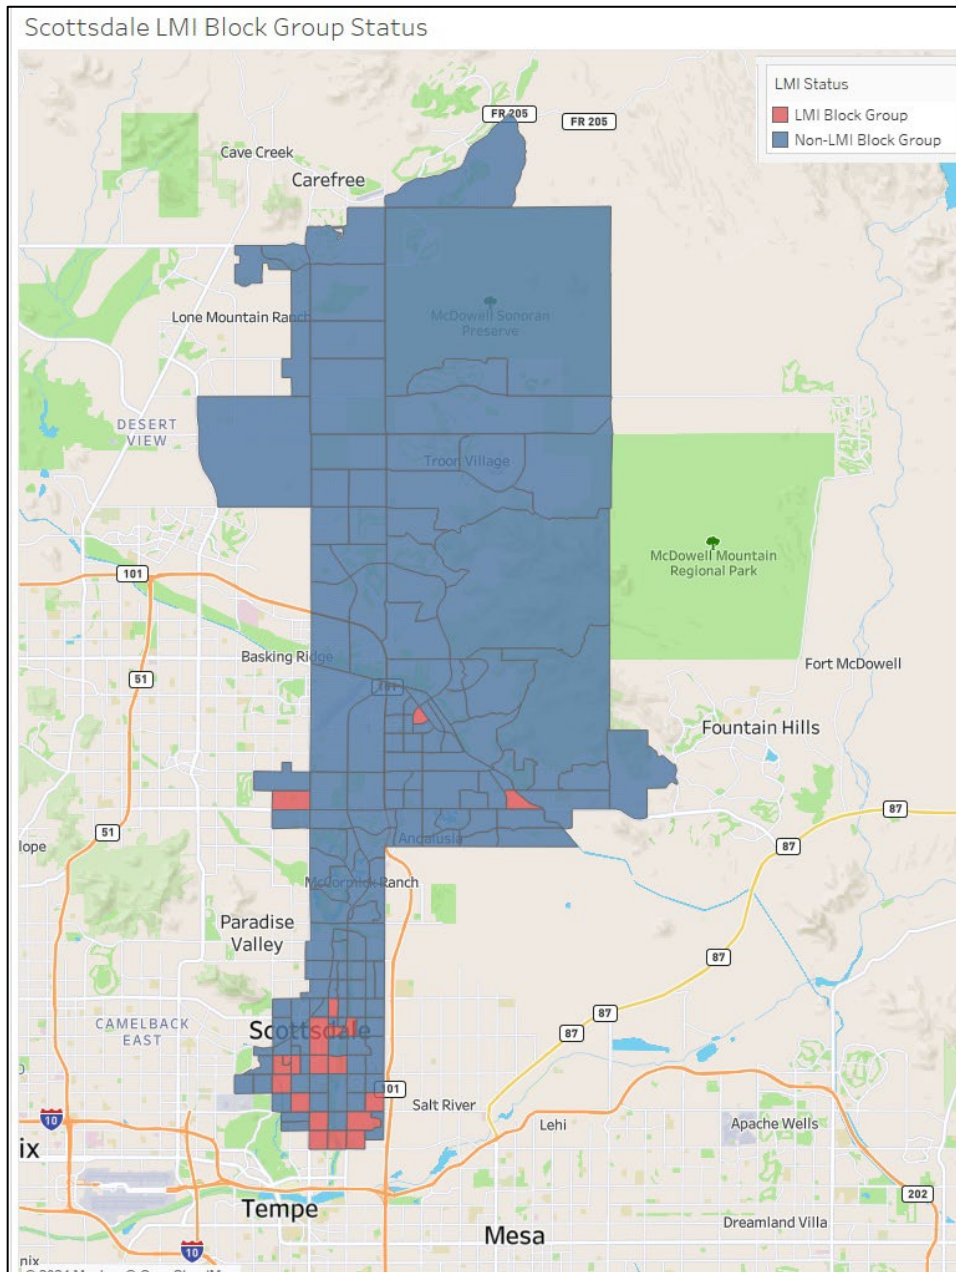 Scottsdale LMI Block Group Status
LMI Status
LMI Block Group
Non-LMI Block Group
FR 205
FR 205
Cave Creek
Carefree
Lone Mountain Ranch
McDowell Sonoran
Preserve
DESERT
VIEW
Troon Village
McDowell Mountain
Regional Park
101
Basking Ridge
Fort McDowell
51
101
Fountain Hills
87
51
lope
Andalusia
87
McCormick Ranch
Paradise
Valley
87
CAMELBACK
EAST
Scottsdale
87
87
101
Salt River
10
Lehi
Apache Wells
ix
202
Tempe
Dreamland Villa
Mesa
10
nix